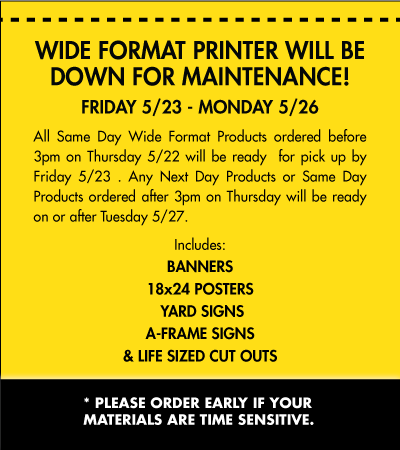 WIDE FORMAT PRINTER WILL BE
DOWN FOR MAINTENANCE!
FRIDAY 5/23 - MONDAY 5/26
All Same Day Wide Format Products ordered before
3pm on Thursday 5/22 will be ready for pick up by
Friday 5/23 . Any Next Day Products or Same Day
Products ordered after 3pm on Thursday will be ready
on or after Tuesday 5/27.
Includes:
BANNERS
18x24 POSTERS
YARD SIGNS
A-FRAME SIGNS
& LIFE SIZED CUT OUTS
* PLEASE ORDER EARLY IF YOUR
MATERIALS ARE TIME SENSITIVE.